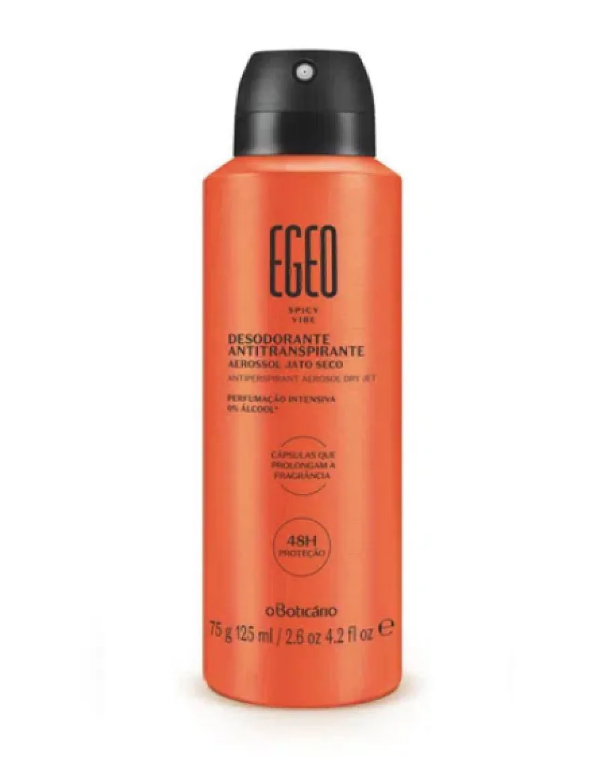 EGEO
SPICY
VIBE
DESODORANTE
ANTITRANSPIRANTE
AEROSSOL JATO SECO
ANTIPERSPIRANT AEROSOL DRY JET
PERFUMAÇÃO INTENSIVA
0% ÁLCOOL*
CÁPSULAS QUE
PROLONGAM A
FRAGRÂNCIA
48H
PROTEÇÃO
oBoticário
75 g 125 ml / 2.6 oz 4.2 fl oz ℮